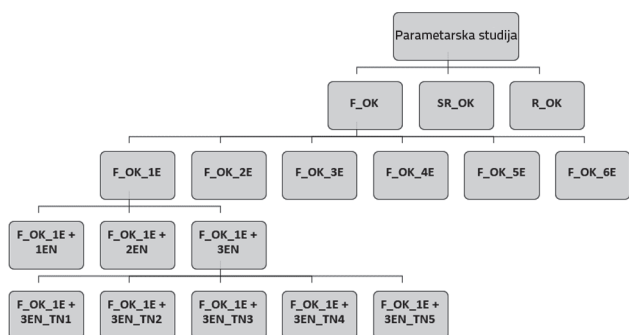 Parametarska studija
F_OK
SR_OK
R_OK
F_OK_1E
F_OK_2E
F_OK_3E
F_OK_4E
F_OK_5E
F_OK_6E
F_OK_1E +
1EN
F_OK_1E +
2EN
F_OK_1E +
3EN
F_OK_1E +
3EN_TN1
F_OK_1E +
3EN_TN2
F_OK_1E +
3EN_TN3
F_OK_1E +
3EN_TN4
F_OK_1E +
3EN_TN5